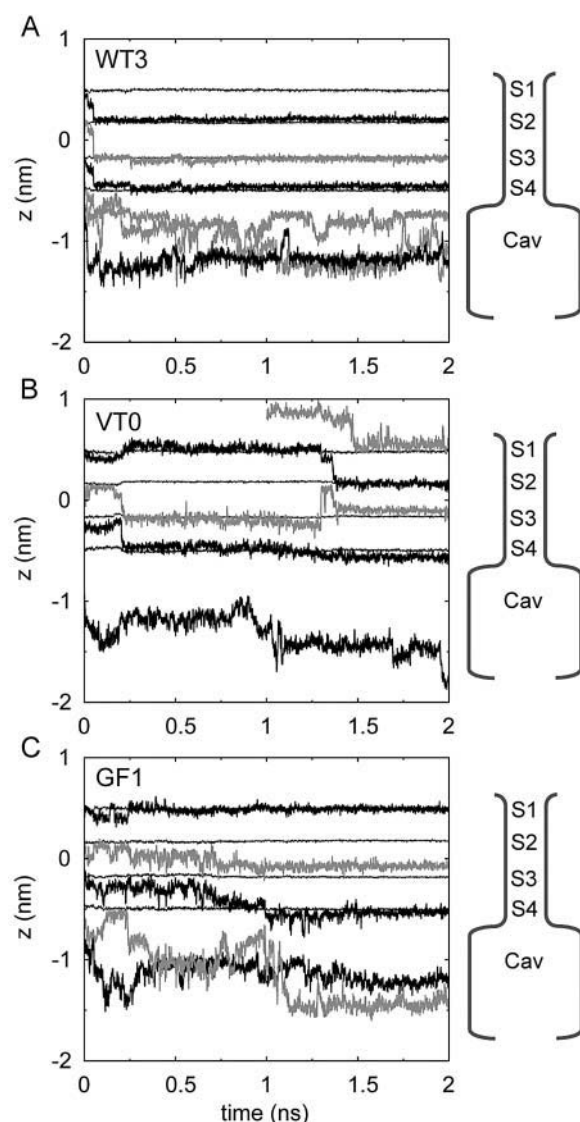 A
WT3
1
0
-1
-2
z (nm)
0 0.5 1 1.5 2
S1
S2
S3
S4
Cav
B
VT0
1
0
-1
-2
z (nm)
0 0.5 1 1.5 2
S1
S2
S3
S4
Cav
C
GF1
1
0
-1
-2
z (nm)
0 0.5 1 1.5 2
time (ns)
S1
S2
S3
S4
Cav